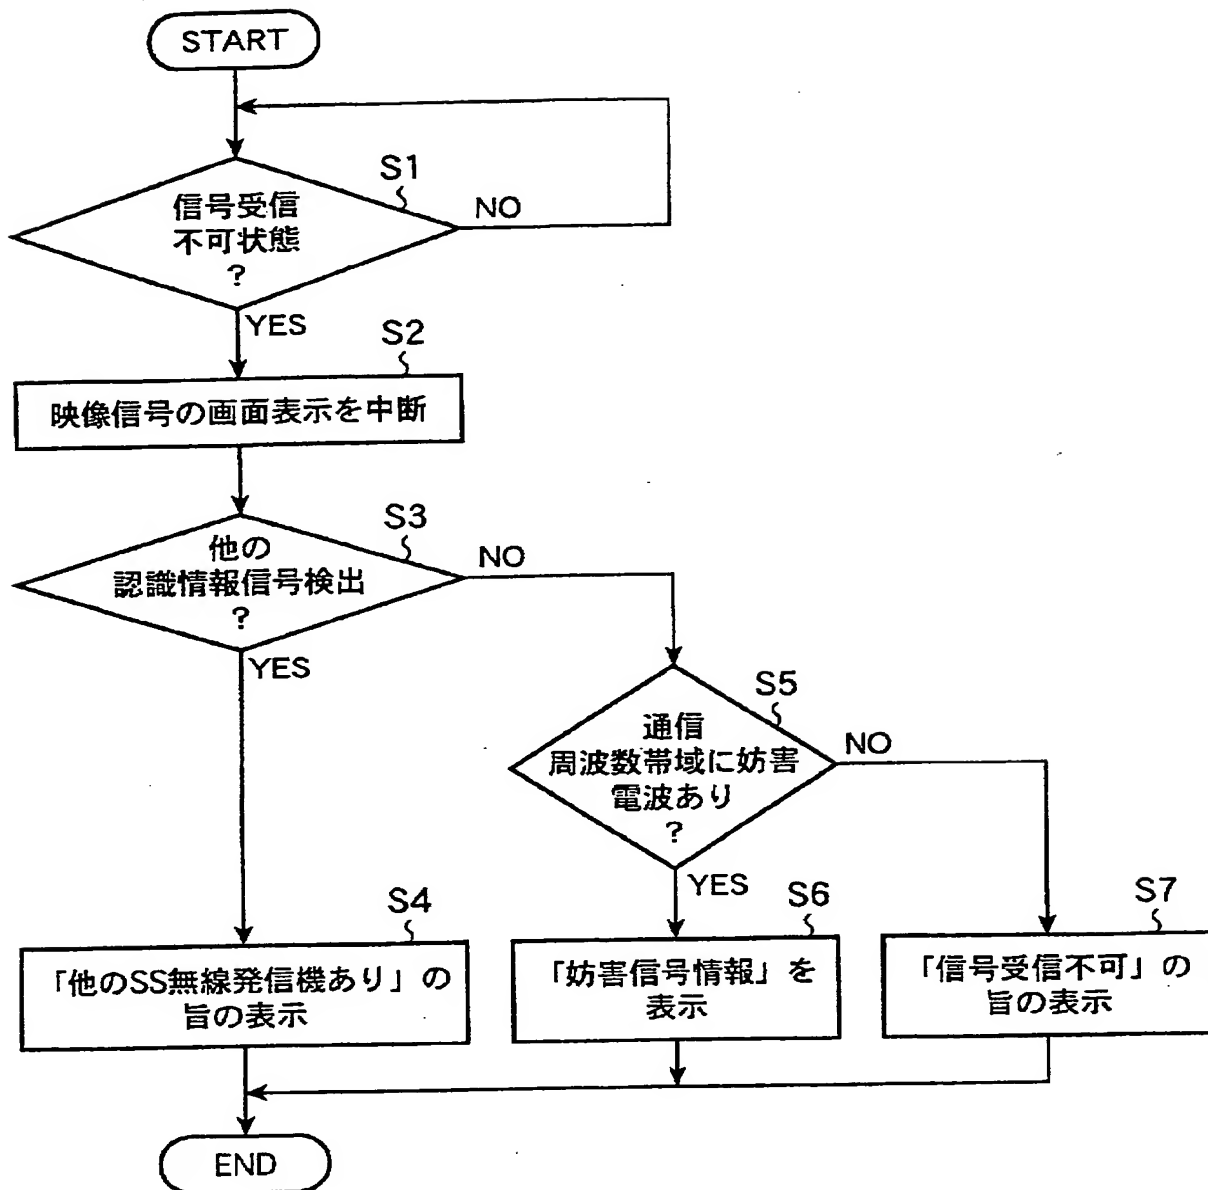 START
S1
信号受信
不可状態
?
NO
YES
S2
映像信号の画面表示を中断
S3
他の
認識情報信号検出
?
NO
YES
S5
通信
周波数帯域に妨害
電波あり
?
NO
YES
S4
「他のSS無線発信機あり」の
旨の表示
S6
「妨害信号情報」を
表示
S7
「信号受信不可」の
旨の表示
END